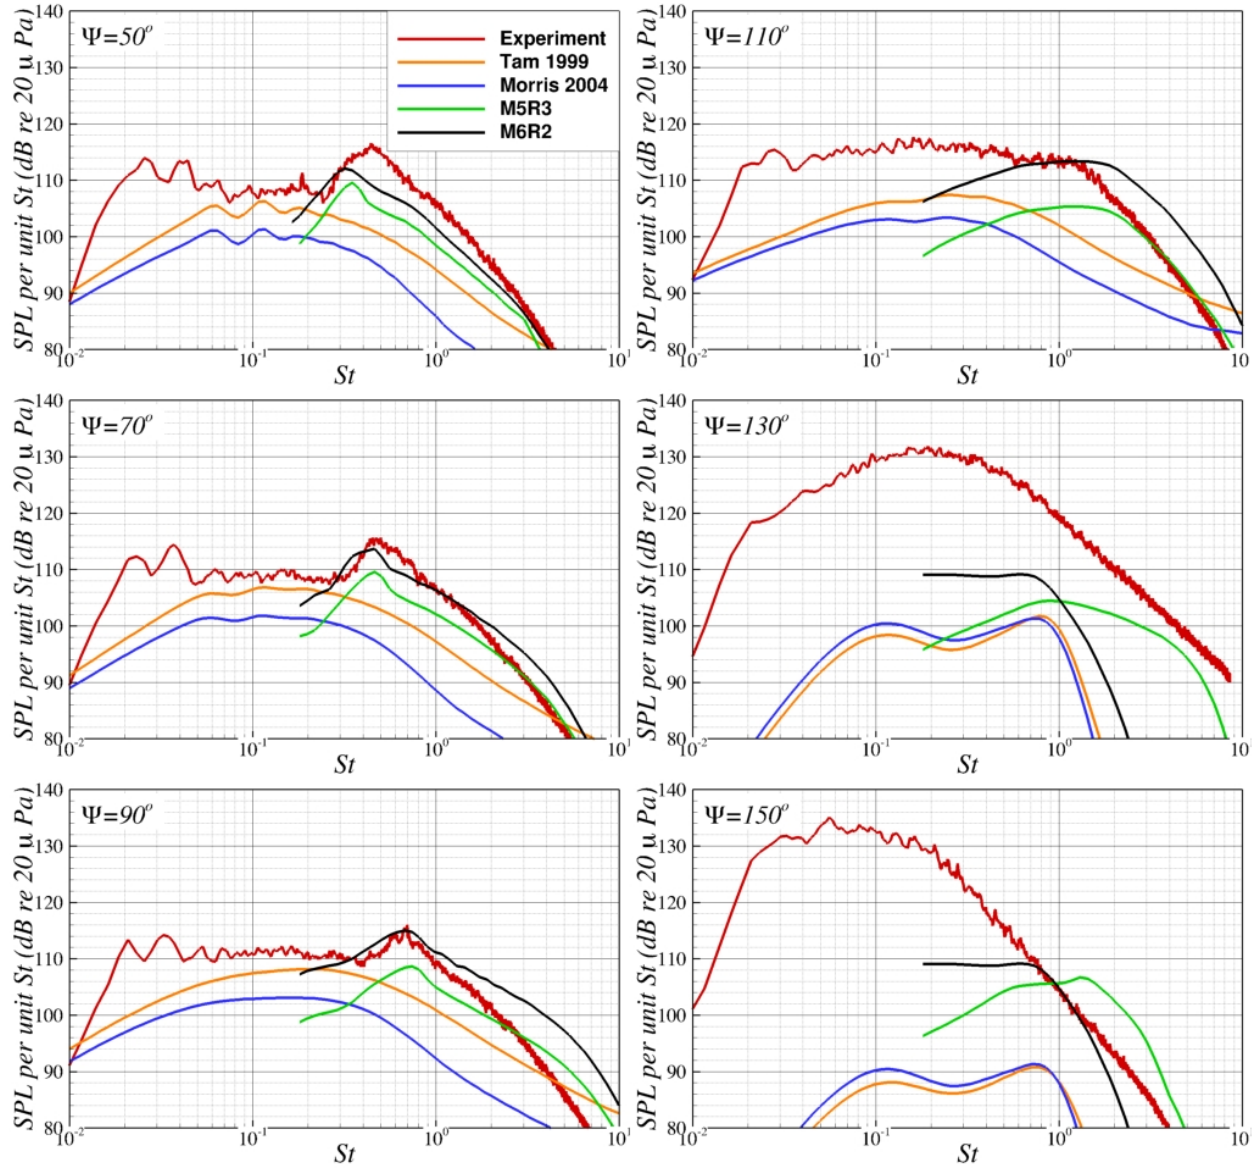 SPL per unit St (dB re 20 μ Pa)
140
130
120
110
100
90
80
Ψ=50°
Experiment
Tam 1999
Morris 2004
M5R3
M6R2
10-2
10-1
100
101
St
SPL per unit St (dB re 20 μ Pa)
140
130
120
110
100
90
80
Ψ=110°
10-2
10-1
100
10
St
SPL per unit St (dB re 20 μ Pa)
140
130
120
110
100
90
80
Ψ=70°
10-2
10-1
100
101
St
SPL per unit St (dB re 20 μ Pa)
140
130
120
110
100
90
80
Ψ=130°
10-2
10-1
100
10
St
SPL per unit St (dB re 20 μ Pa)
140
130
120
110
100
90
80
Ψ=90°
10-2
10-1
100
101
St
SPL per unit St (dB re 20 μ Pa)
140
130
120
110
100
90
80
Ψ=150°
10-2
10-1
100
10
St